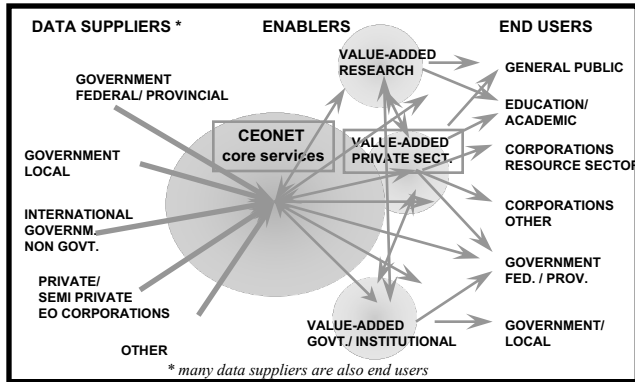 DATA SUPPLIERS *
ENABLERS
END USERS
GOVERNMENT
FEDERAL/ PROVINCIAL
GOVERNMENT
LOCAL
INTERNATIONAL
GOVERNM.
NON GOVT.
PRIVATE/
SEMI PRIVATE
EO CORPORATIONS
OTHER
CEONET
core services
VALUE-ADDED
RESEARCH
VALUE-ADDED
PRIVATE SECT.
VALUE-ADDED
GOVT./ INSTITUTIONAL
GENERAL PUBLIC
EDUCATION/
ACADEMIC
CORPORATIONS
RESOURCE SECTOR
CORPORATIONS
OTHER
GOVERNMENT
FED. / PROV.
GOVERNMENT/
LOCAL
* many data suppliers are also end users